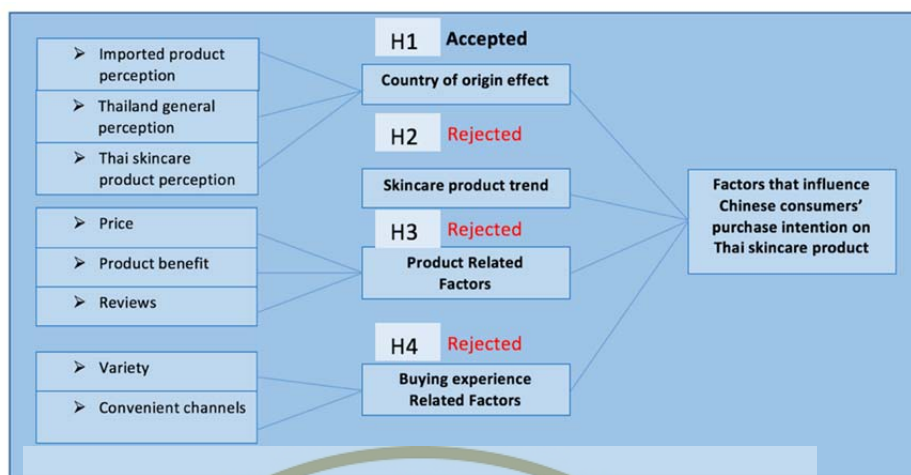 H1 Accepted
➤ Imported product
perception
Country of origin effect
➤ Thailand general
perception
H2 Rejected
➤ Thai skincare
product perception
Skincare product trend
Factors that influence
Chinese consumers’
purchase intention on
Thai skincare product
➤ Price
H3 Rejected
➤ Product benefit
Product Related
Factors
➤ Reviews
H4 Rejected
➤ Variety
Buying experience
Related Factors
➤ Convenient channels